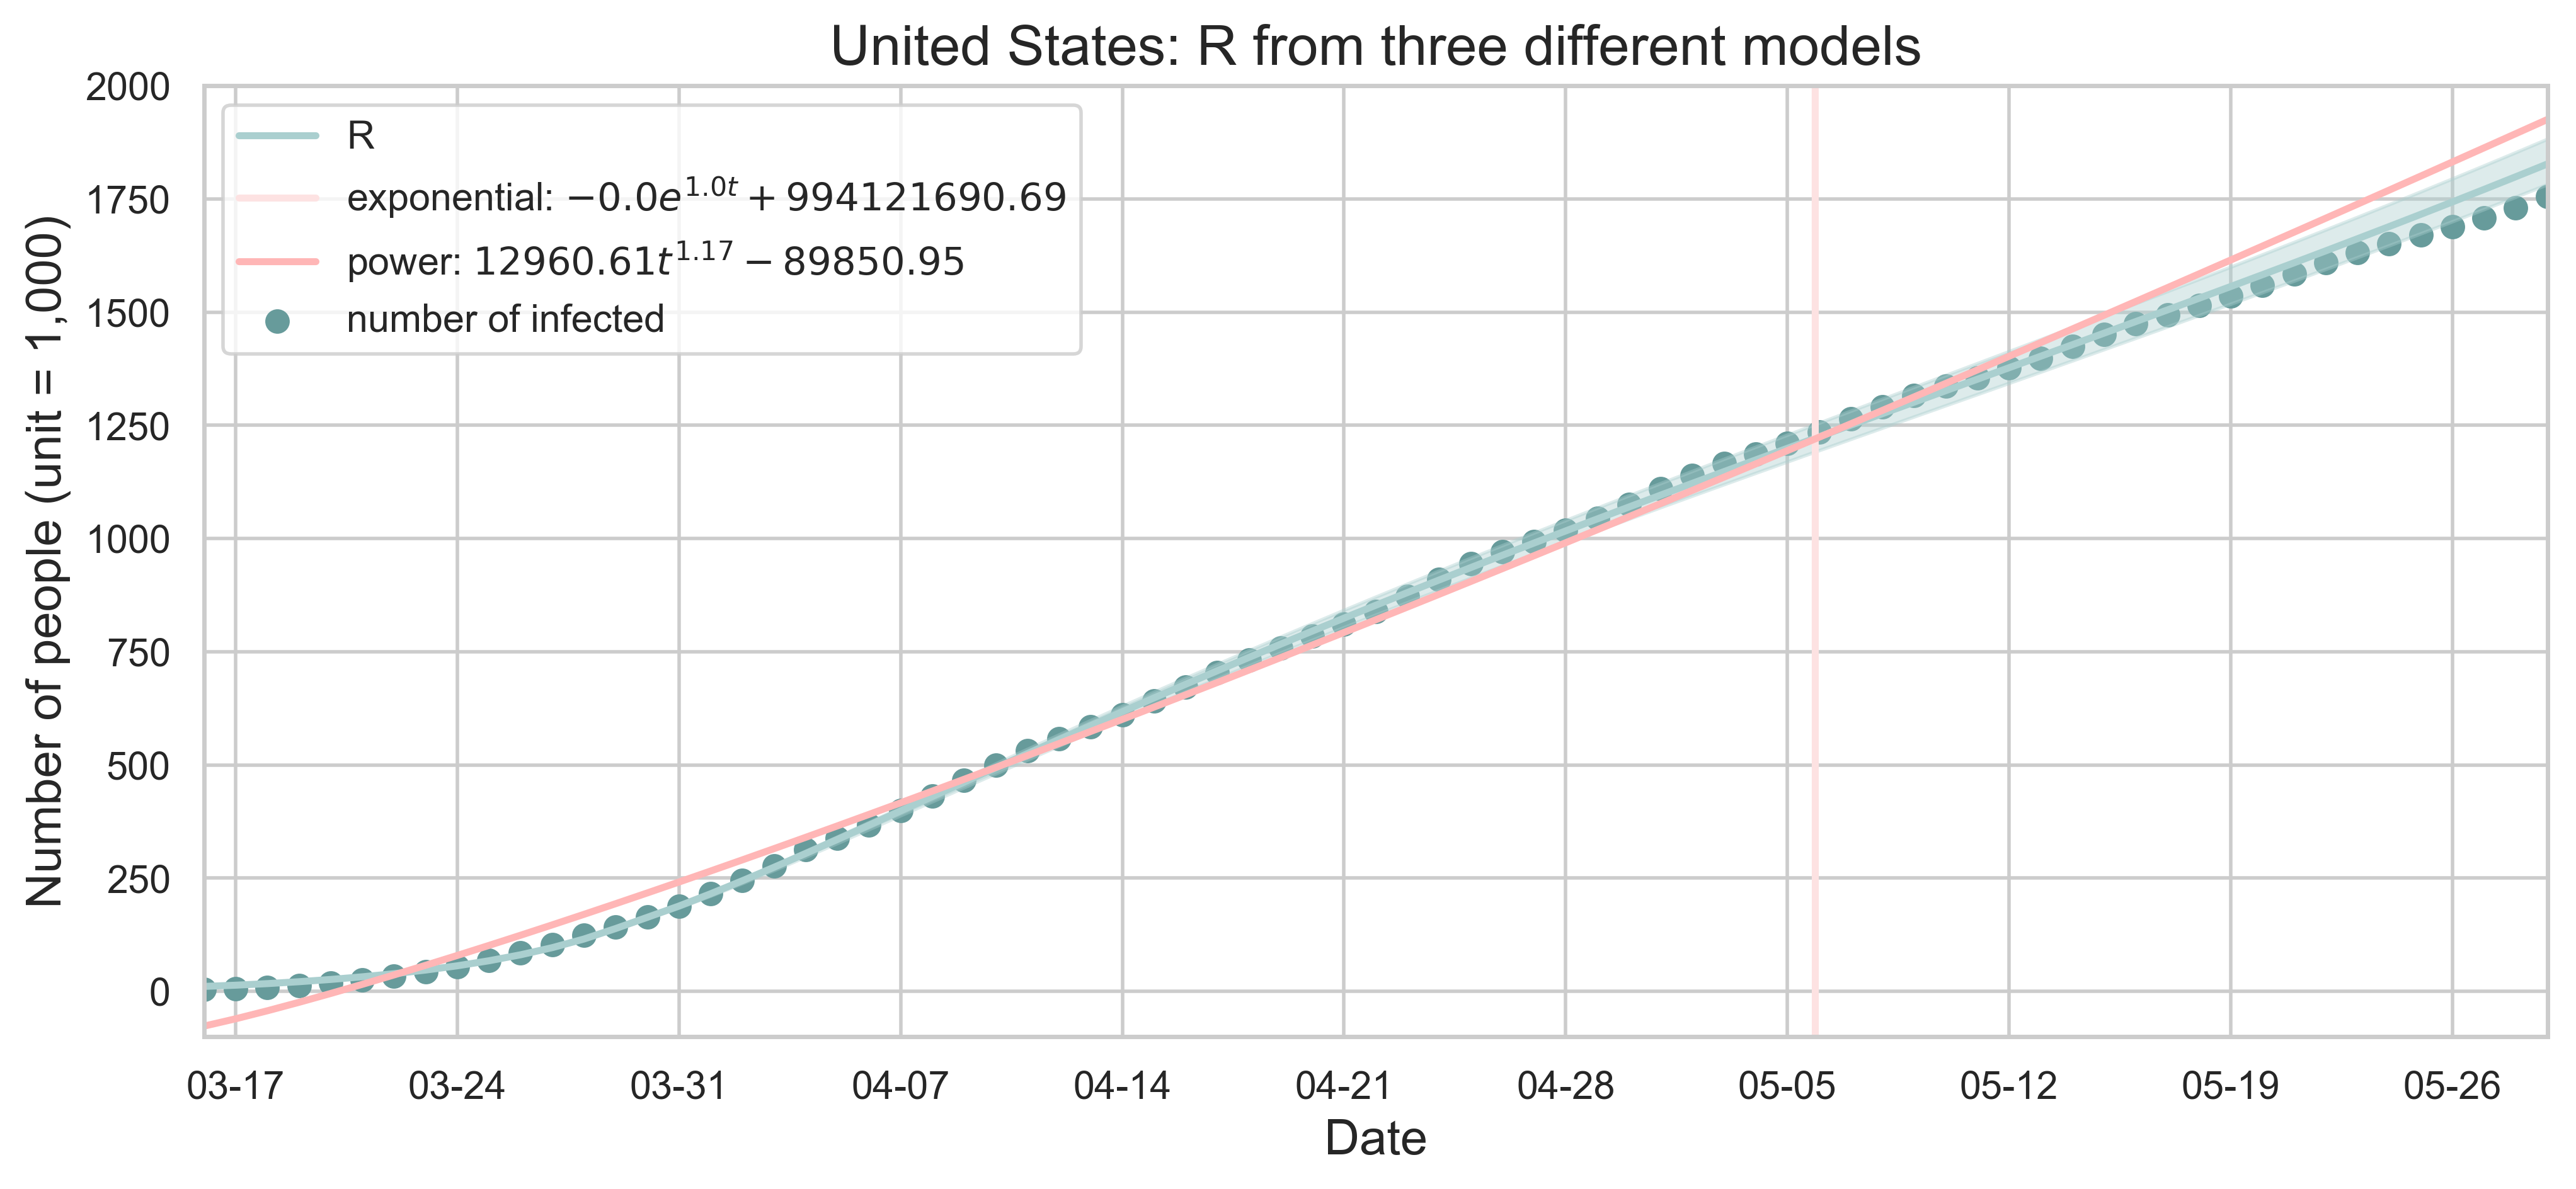 United States: R from three different models
Number of people (unit = 1,000)
2000
1750
1500
1250
1000
750
500
250
0
R
exponential: −0.0e^{1.0t} + 994121690.69
power: 12960.61t^{1.17} − 89850.95
number of infected
03-17 03-24 03-31 04-07 04-14 04-21 04-28 05-05 05-12 05-19 05-26
Date